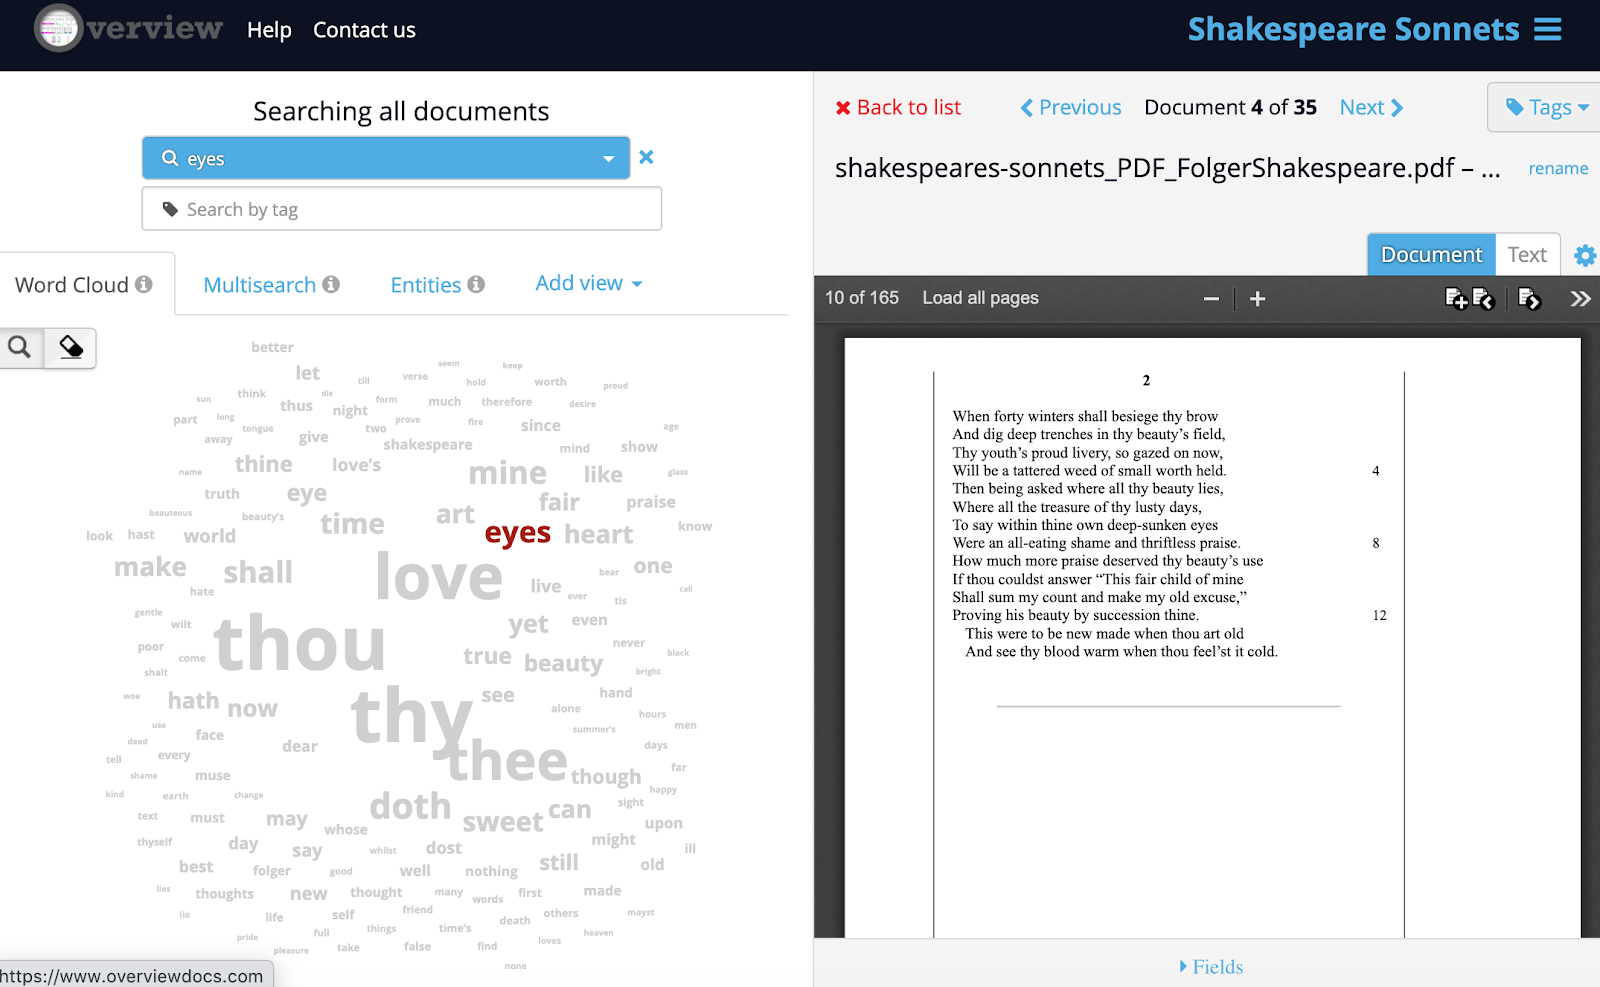 verview Help Contact us Shakespeare Sonnets
Searching all documents
eyes
Search by tag
Word Cloud Multisearch Entities Add view
better
let till verse seem hold keep worth proud
sun think die form much therefore desire
thus night
part long prove fire since age
away tongue give two shakespeare mind show
name thine love's mine like glass
truth eye art fair praise
beauteous beauty's time eyes heart know
look hast world
make shall love live bear one
hate ever tis call
gentle wilt thou yet even
poor come true beauty never black
shalt bright
woe hath now thy see hand
use face alone hours
dead dear summer's men
tell every thee days
shame muse though far
kind earth change happy
text must may doth sweet can sight
whose upon
thyself day say whilst dost might ill
best folger good well nothing still old
lies thoughts new thought many words first made
lie life self friend death others mayst
pride full things time's loves heaven
pleasure take false find
none
https://www.overviewdocs.com
Back to list Previous Document 4 of 35 Next Tags
shakespeares-sonnets_PDF_FolgerShakespeare.pdf – ... rename
Document Text
10 of 165 Load all pages
2
When forty winters shall besiege thy brow
And dig deep trenches in thy beauty’s field,
Thy youth’s proud livery, so gazed on now,
Will be a tattered weed of small worth held. 4
Then being asked where all thy beauty lies,
Where all the treasure of thy lusty days,
To say within thine own deep-sunken eyes
Were an all-eating shame and thriftless praise. 8
How much more praise deserved thy beauty’s use
If thou couldst answer “This fair child of mine
Shall sum my count and make my old excuse,”
Proving his beauty by succession thine. 12
This were to be new made when thou art old
And see thy blood warm when thou feel’st it cold.
Fields